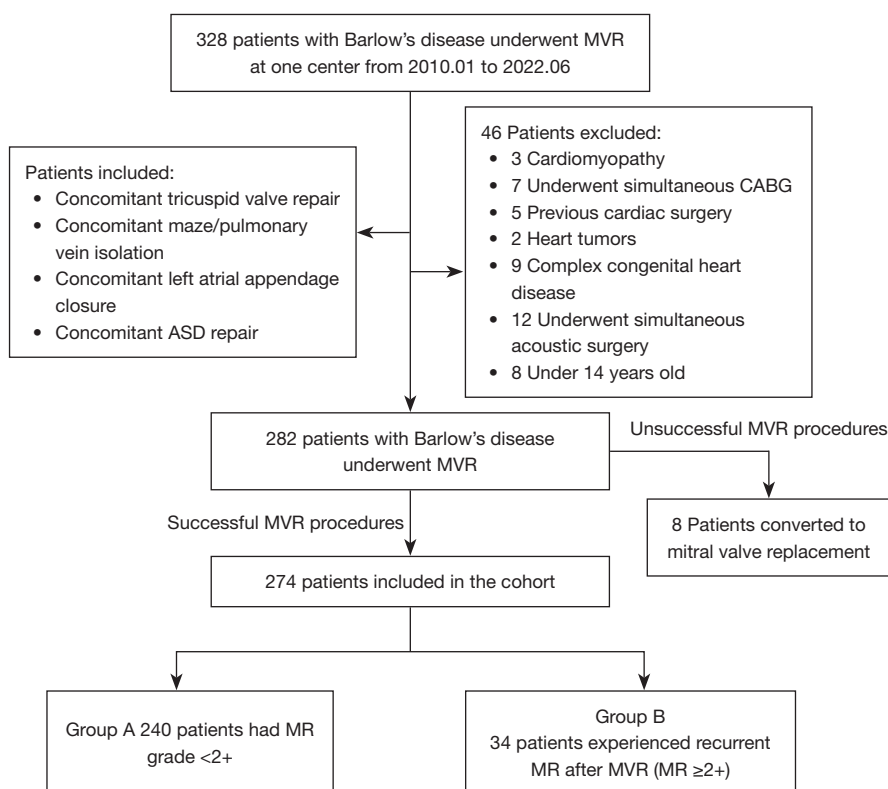 328 patients with Barlow's disease underwent MVR
at one center from 2010.01 to 2022.06
Patients included:
• Concomitant tricuspid valve repair
• Concomitant maze/pulmonary
vein isolation
• Concomitant left atrial appendage
closure
• Concomitant ASD repair
46 Patients excluded:
• 3 Cardiomyopathy
• 7 Underwent simultaneous CABG
• 5 Previous cardiac surgery
• 2 Heart tumors
• 9 Complex congenital heart
disease
• 12 Underwent simultaneous
acoustic surgery
• 8 Under 14 years old
282 patients with Barlow's disease
underwent MVR
Unsuccessful MVR procedures
8 Patients converted to
mitral valve replacement
Successful MVR procedures
274 patients included in the cohort
Group A 240 patients had MR
grade <2+
Group B
34 patients experienced recurrent
MR after MVR (MR ≥2+)